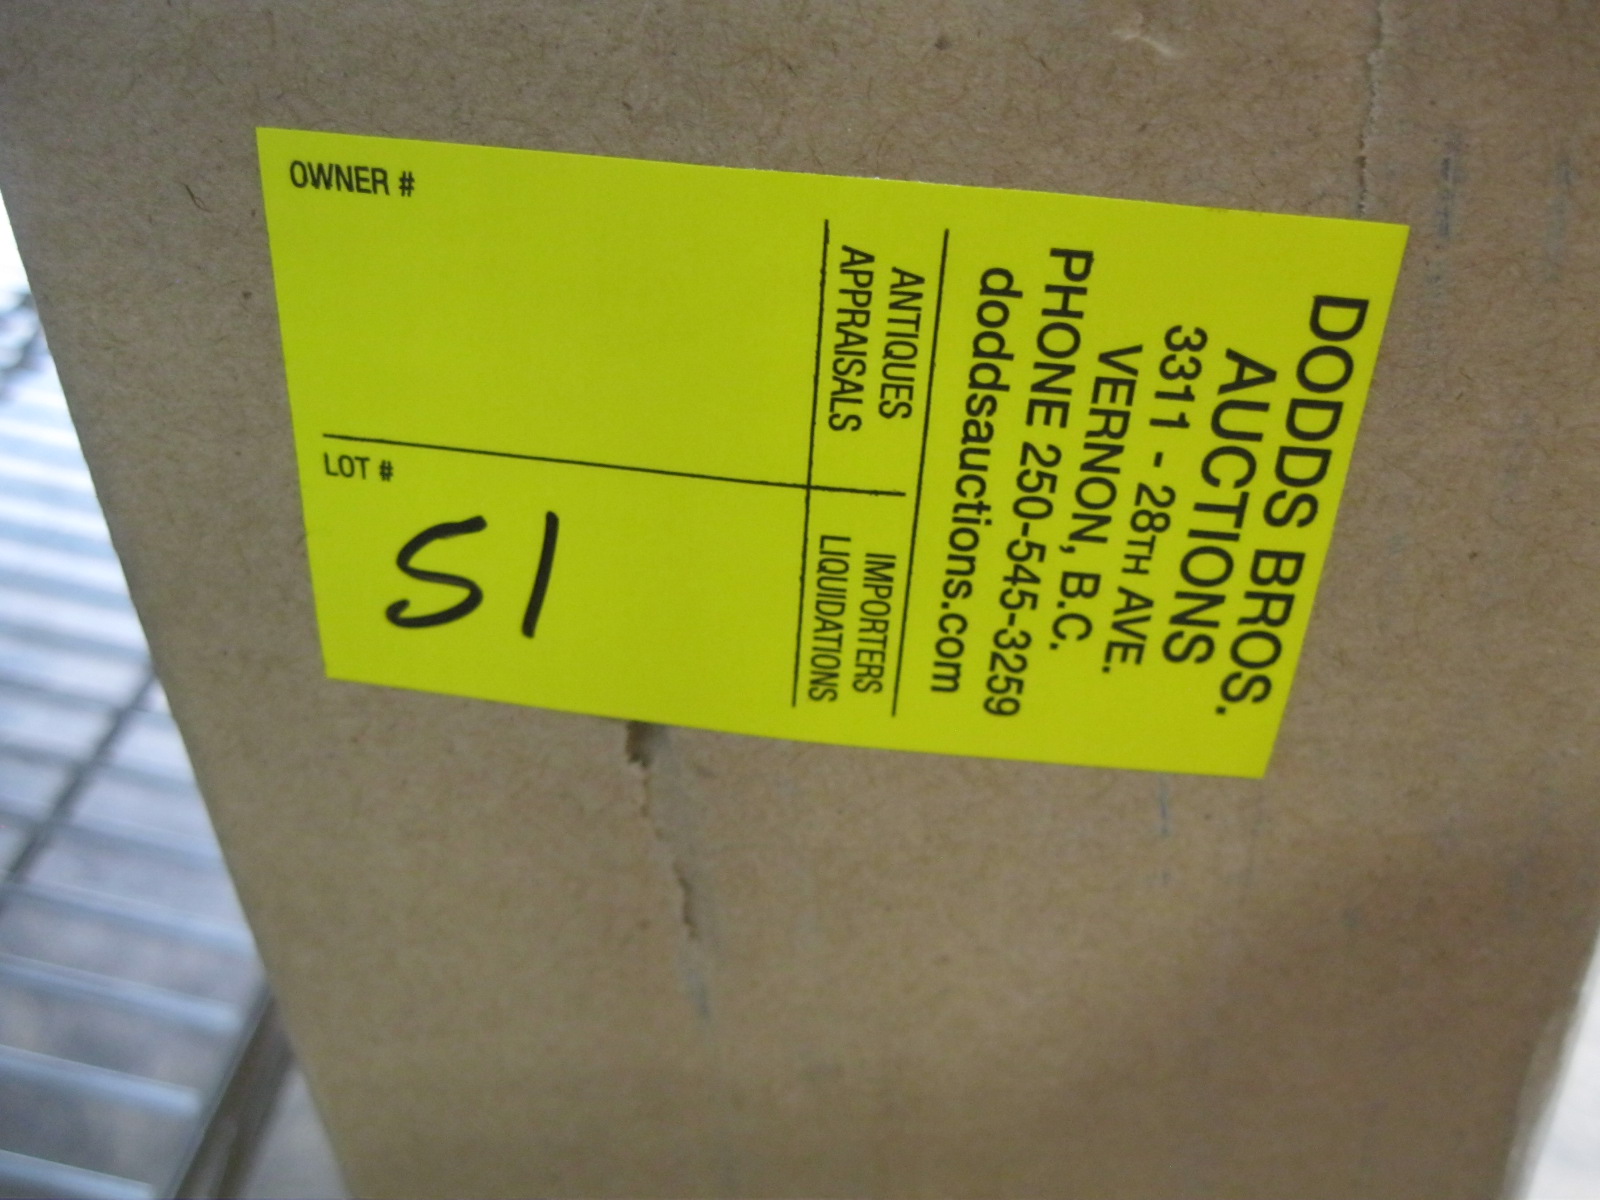 DODDS BROS.
AUCTIONS
3311 - 28TH AVE.
VERNON, B.C.
PHONE 250-545-3259
doddsauctions.com
ANTIQUES
APPRAISALS
IMPORTERS
LIQUIDATIONS
OWNER #
LOT #
51